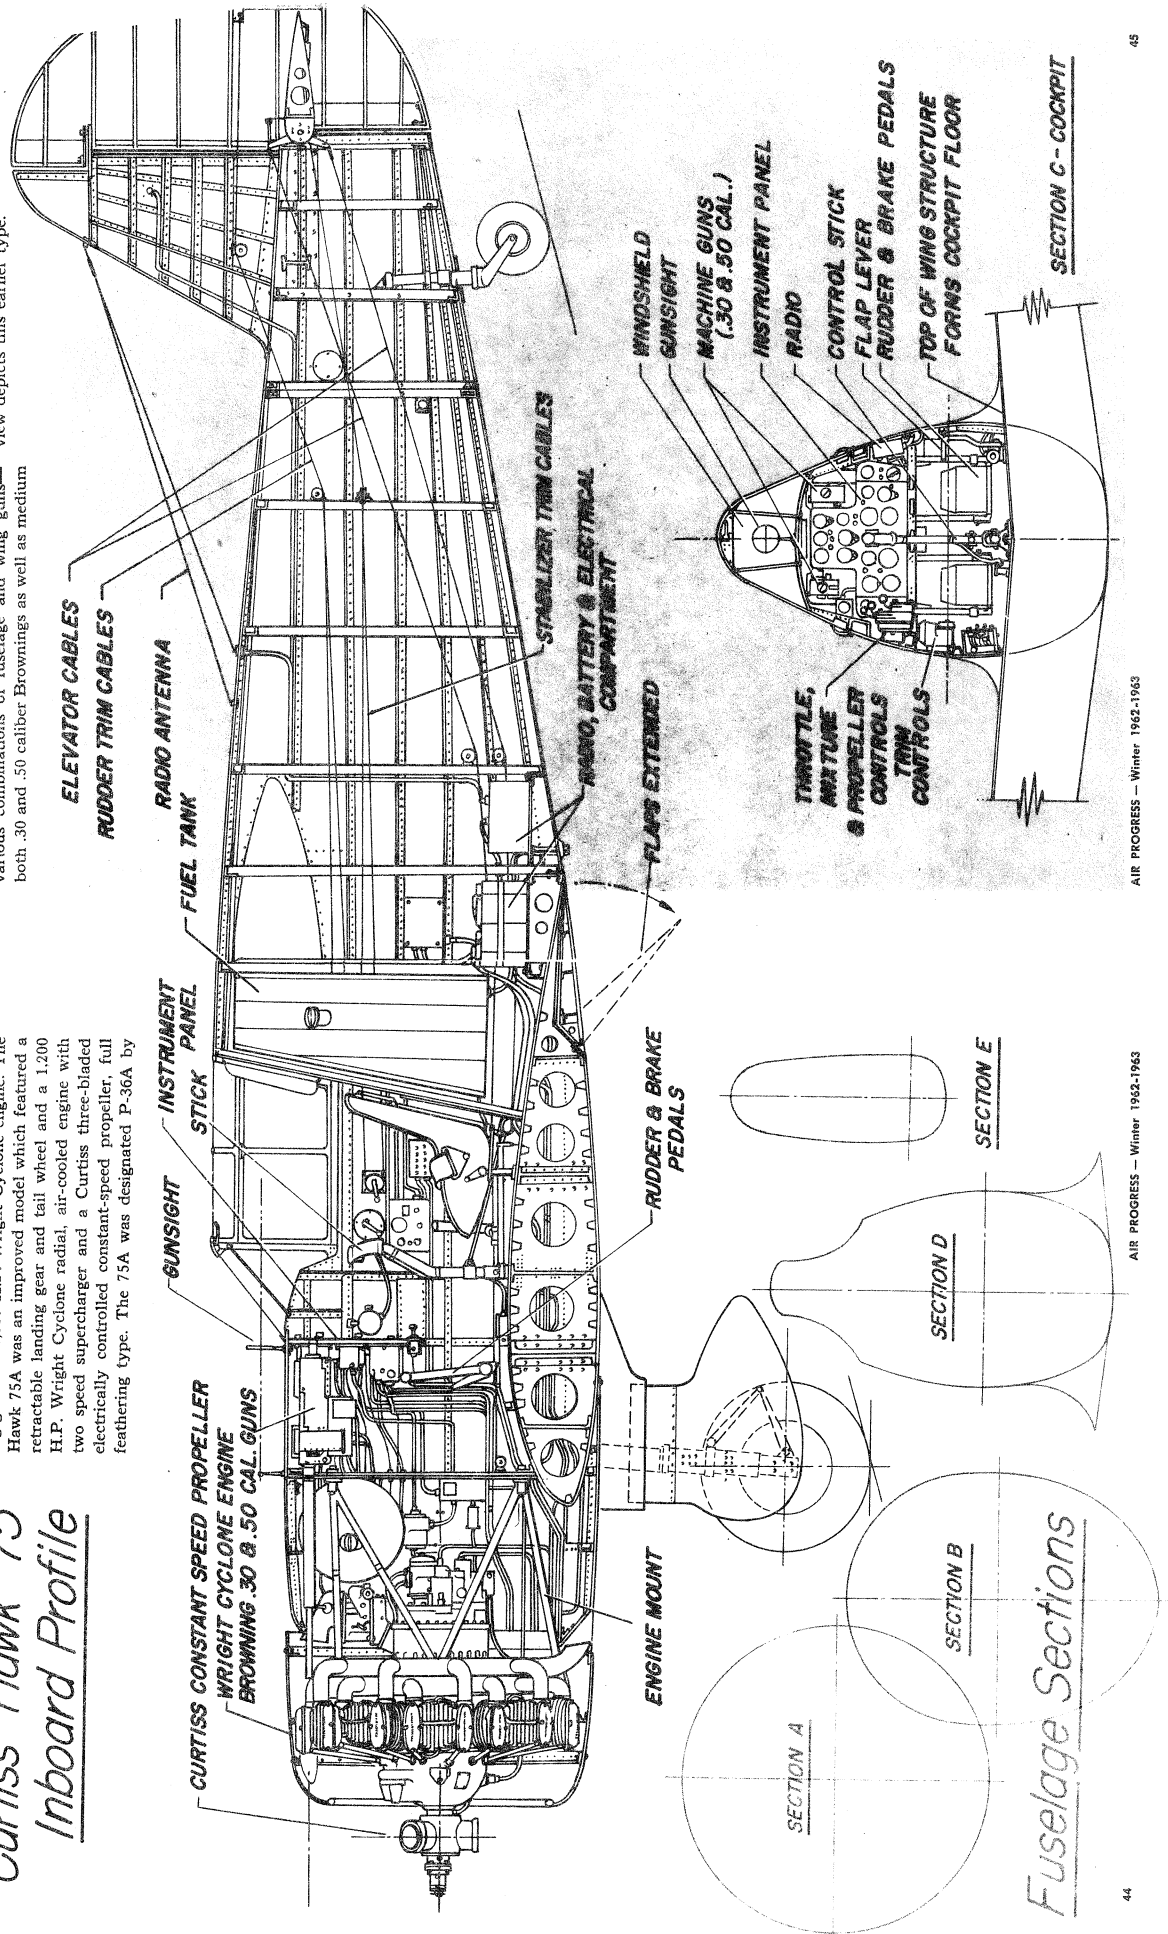 Curtiss Hawk 75
Inboard Profile
Hawk 75A was an improved model which featured a
retractable landing gear and tail wheel and a 1,200
H.P. Wright Cyclone radial, air-cooled engine with
two speed supercharger and a Curtiss three-bladed
electrically controlled constant-speed propeller, full
feathering type. The 75A was designated P-36A by
various combinations of fuselage and wing guns—
both .30 and .50 caliber Brownings as well as medium
view depicts this earlier type.
CURTISS CONSTANT SPEED PROPELLER
WRIGHT CYCLONE ENGINE
BROWNING .30 & .50 CAL. GUNS
GUNSIGHT
INSTRUMENT
PANEL
STICK
FUEL TANK
RADIO ANTENNA
RUDDER TRIM CABLES
ELEVATOR CABLES
STABILIZER TRIM CABLES
RADIO, BATTERY & ELECTRICAL
COMPARTMENT
FLAPS EXTENDED
RUDDER & BRAKE
PEDALS
ENGINE MOUNT
SECTION A
SECTION B
SECTION D
SECTION E
Fuselage Sections
44
AIR PROGRESS — Winter 1962-1963
WINDSHIELD
GUNSIGHT
MACHINE GUNS
(.30 & .50 CAL.)
INSTRUMENT PANEL
RADIO
CONTROL STICK
FLAP LEVER
RUDDER & BRAKE PEDALS
TOP OF WING STRUCTURE
FORMS COCKPIT FLOOR
THROTTLE,
MIXTURE
& PROPELLER
CONTROLS
TRIM
CONTROLS
SECTION C - COCKPIT
AIR PROGRESS — Winter 1962-1963
45